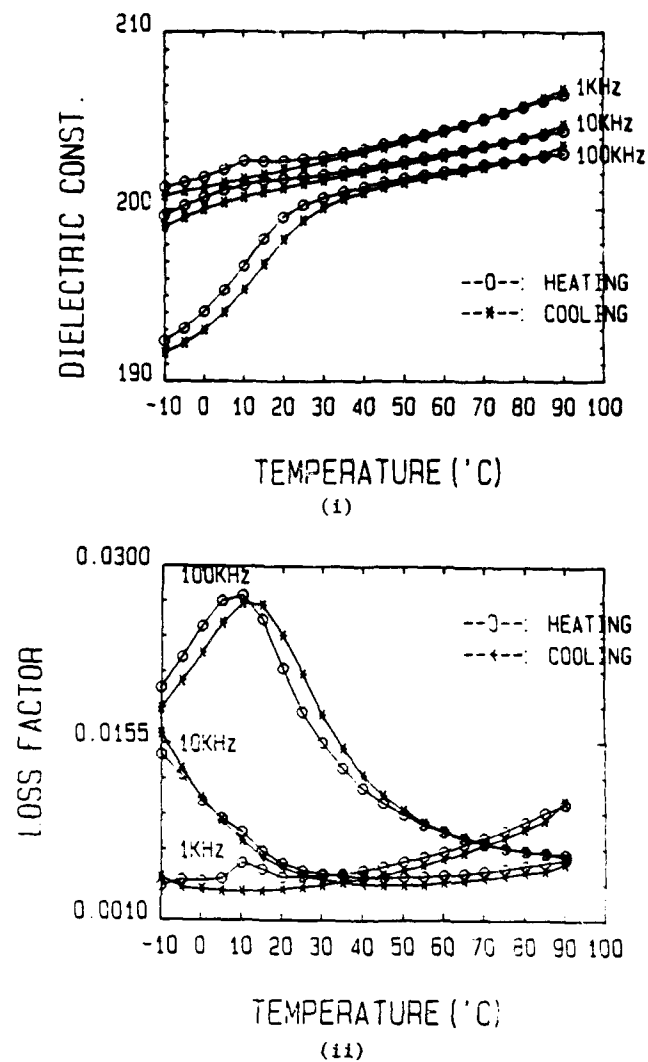 210
200
190
DIELECTRIC CONST.
1KHz
10KHz
100KHz
--O--: HEATING
--*--: COOLING
-10 0 10 20 30 40 50 60 70 80 90 100
TEMPERATURE ('C)
(i)
0.0300
0.0155
0.0010
LOSS FACTOR
100KHz
10KHz
1KHz
--O--: HEATING
--*--: COOLING
-10 0 10 20 30 40 50 60 70 80 90 100
TEMPERATURE ('C)
(ii)